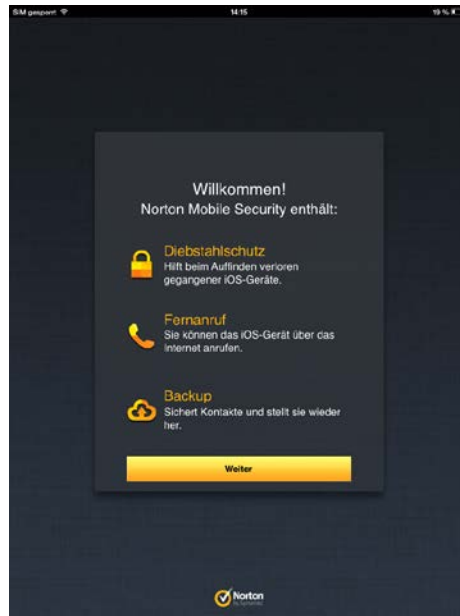 SIM gesperrt 14:15 19 %
Willkommen!
Norton Mobile Security enthält:
Diebstahlschutz
Hilft beim Auffinden verloren
gegangener iOS-Geräte.
Fernanruf
Sie können das iOS-Gerät über das
Internet anrufen.
Backup
Sichert Kontakte und stellt sie wieder
her.
Weiter
Norton
by Symantec